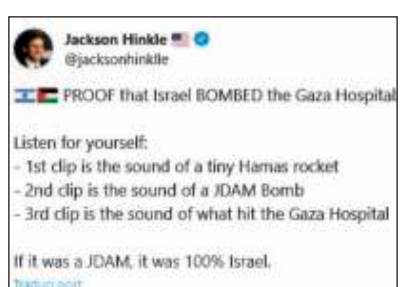 Jackson Hinkle
@jacksonhinklle
PROOF that Israel BOMBED the Gaza Hospital
Listen for yourself:
- 1st clip is the sound of a tiny Hamas rocket
- 2nd clip is the sound of a JDAM Bomb
- 3rd clip is the sound of what hit the Gaza Hospital
If it was a JDAM, it was 100% Israel.